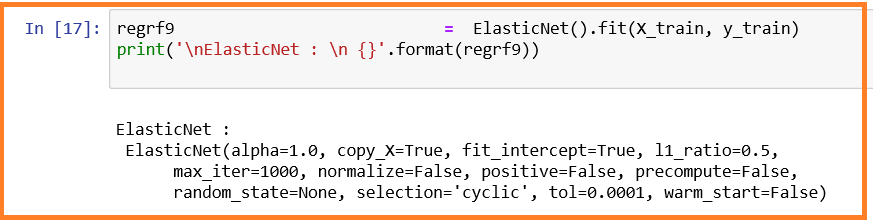 In [17]: regrf9 = ElasticNet().fit(X_train, y_train)
print('\nElasticNet : \n {}'.format(regrf9))
ElasticNet :
ElasticNet(alpha=1.0, copy_X=True, fit_intercept=True, l1_ratio=0.5,
max_iter=1000, normalize=False, positive=False, precompute=False,
random_state=None, selection='cyclic', tol=0.0001, warm_start=False)